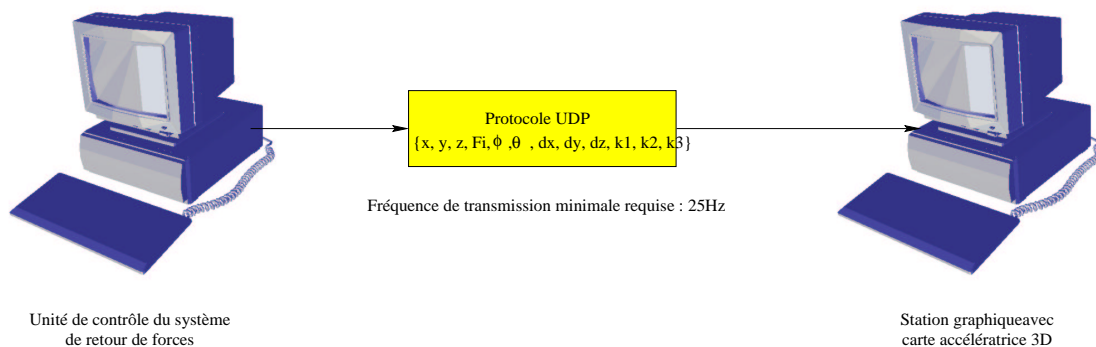 Protocole UDP
{x, y, z, Fi, ϕ ,θ , dx, dy, dz, k1, k2, k3}
Fréquence de transmission minimale requise : 25Hz
Unité de contrôle du système
de retour de forces
Station graphiqueavec
carte accélératrice 3D